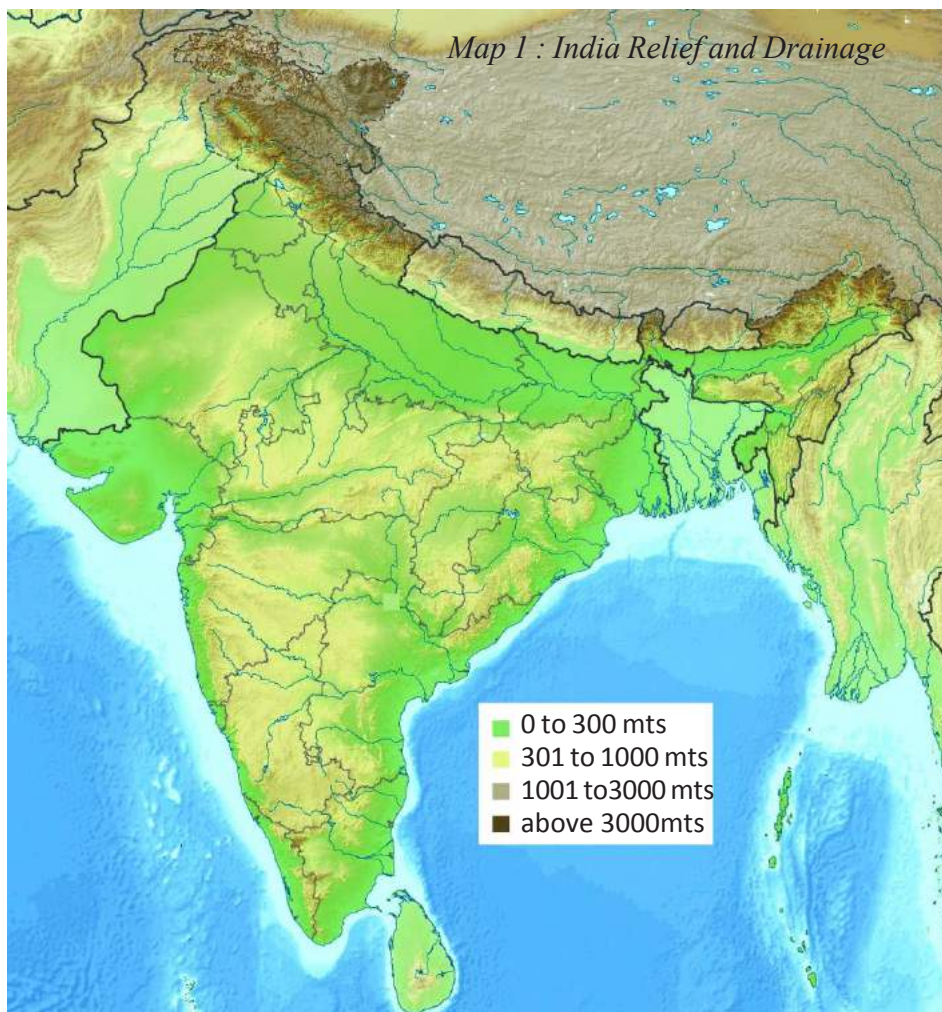 Map 1 : India Relief and Drainage
0 to 300 mts
301 to 1000 mts
1001 to3000 mts
above 3000mts